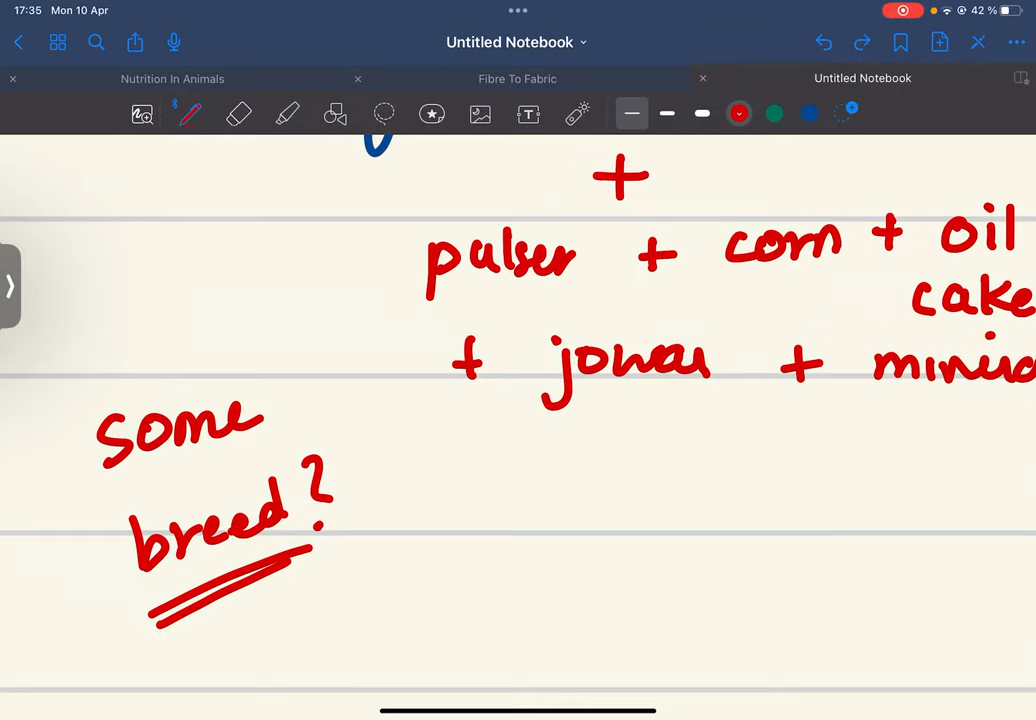 17:35 Mon 10 Apr 42 %
Untitled Notebook
Nutrition In Animals Fibre To Fabric Untitled Notebook
+
pulses + corn + oil
cake
+ jowar + minera
some
breed?